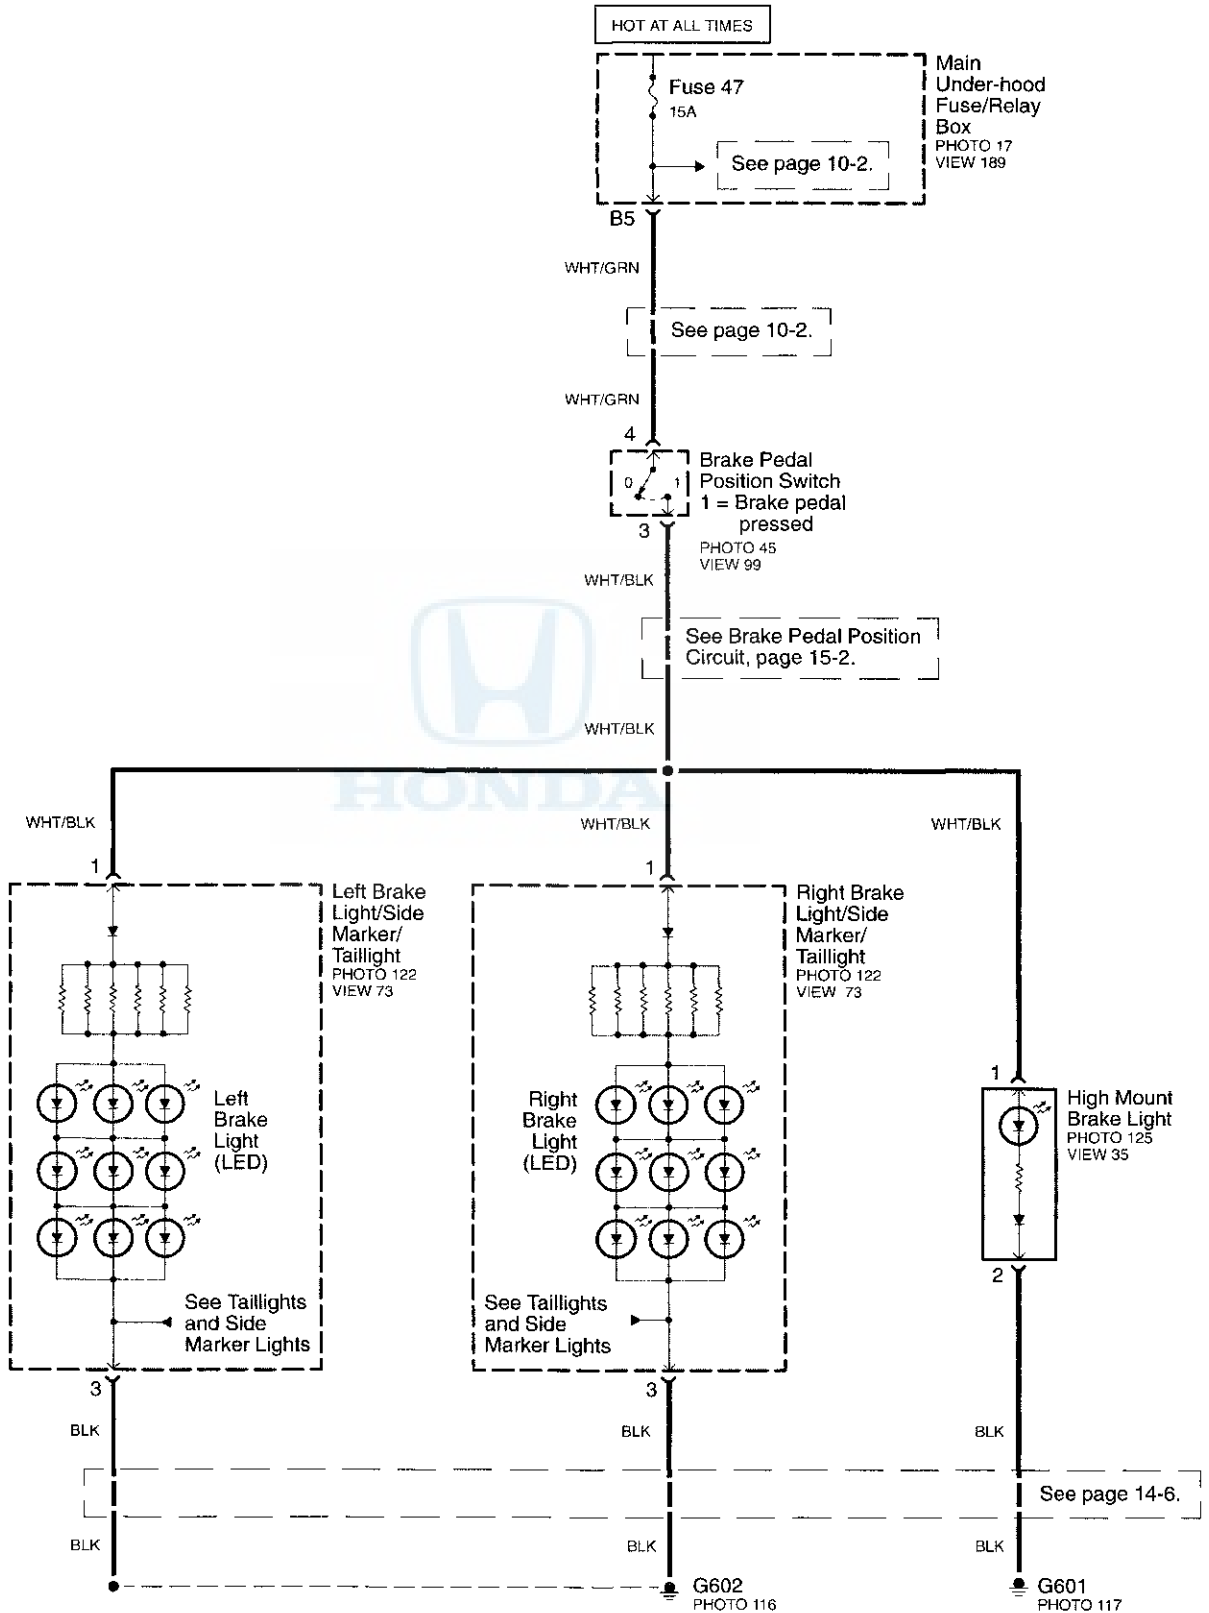 HOT AT ALL TIMES
Fuse 47
15A
Main
Under-hood
Fuse/Relay
Box
PHOTO 17
VIEW 189
See page 10-2.
B5
WHT/GRN
See page 10-2.
WHT/GRN
4
0
1
Brake Pedal
Position Switch
1 = Brake pedal
pressed
PHOTO 45
VIEW 99
3
WHT/BLK
See Brake Pedal Position
Circuit, page 15-2.
WHT/BLK
HONDA
WHT/BLK
WHT/BLK
WHT/BLK
1
1
Left Brake
Light/Side
Marker/
Taillight
PHOTO 122
VIEW 73
Right Brake
Light/Side
Marker/
Taillight
PHOTO 122
VIEW 73
1
Left
Brake
Light
(LED)
Right
Brake
Light
(LED)
High Mount
Brake Light
PHOTO 125
VIEW 35
2
See Taillights
and Side
Marker Lights
See Taillights
and Side
Marker Lights
3
3
BLK
BLK
BLK
See page 14-6.
BLK
BLK
BLK
G602
PHOTO 116
G601
PHOTO 117